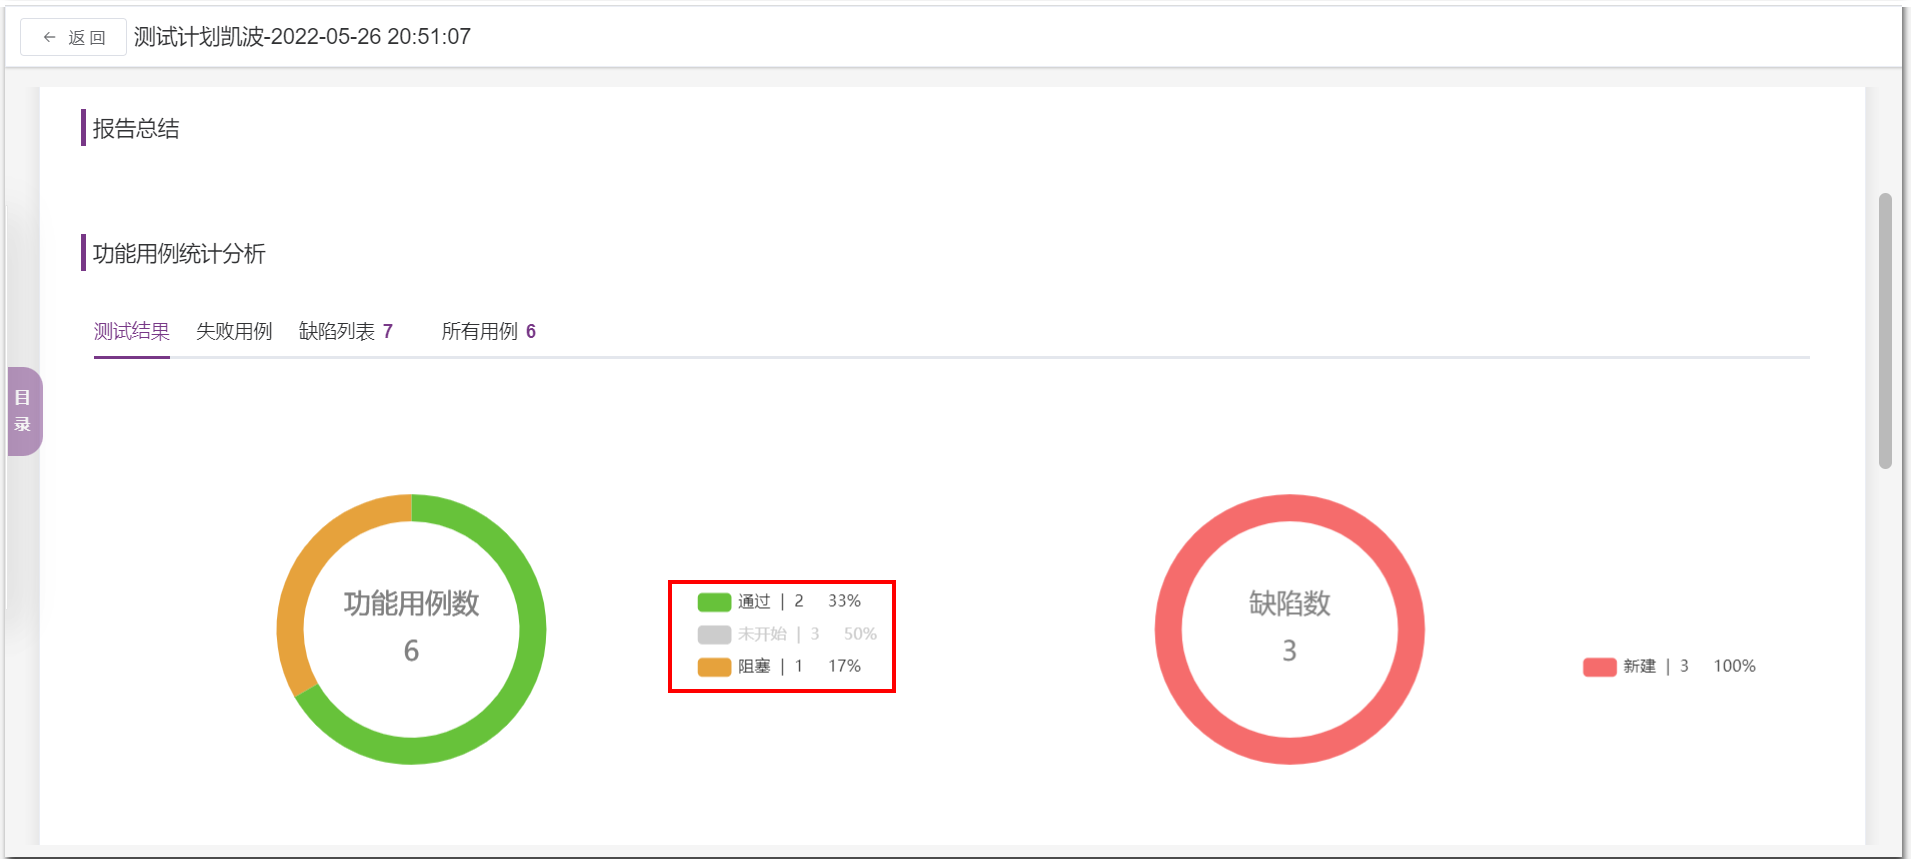 ← 返 回 测试计划凯波-2022-05-26 20:51:07
报告总结
功能用例统计分析
测试结果 失败用例 缺陷列表 7 所有用例 6
目
录
功能用例数
6
通过 | 2 33%
未开始 | 3 50%
阻塞 | 1 17%
缺陷数
3
新建 | 3 100%